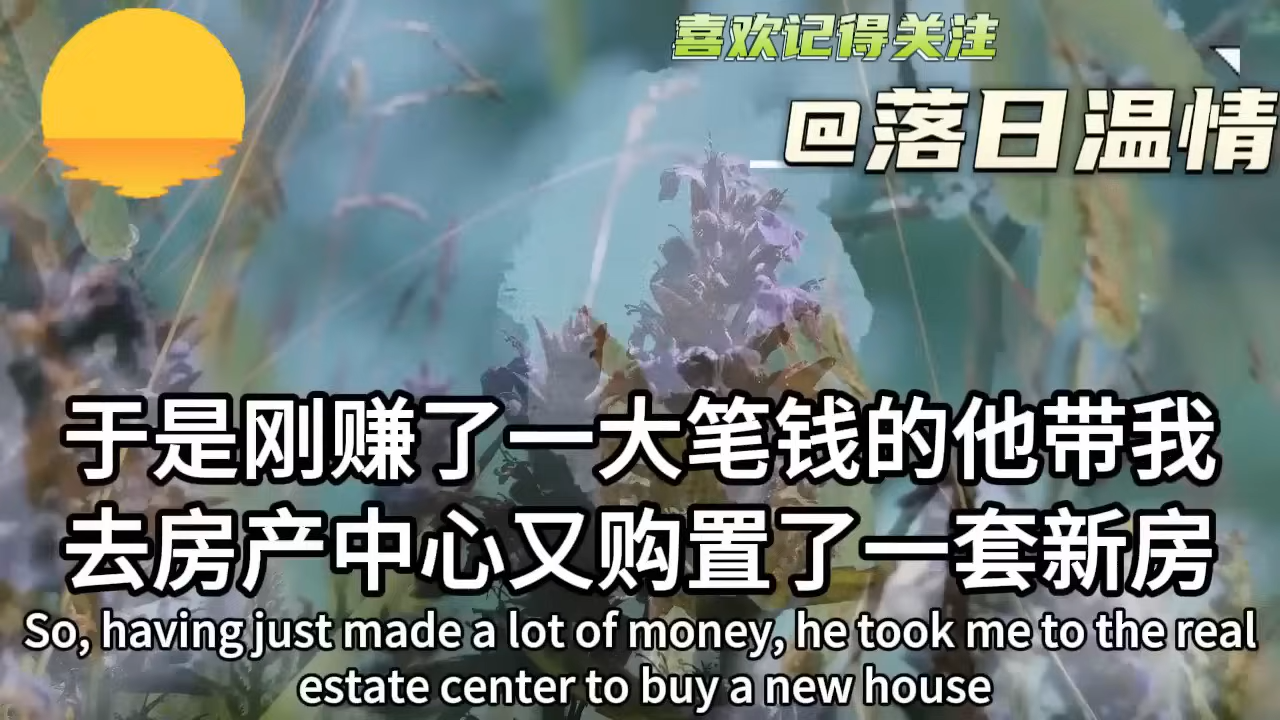 喜欢记得关注
@落日温情
于是刚赚了一大笔钱的他带我
去房产中心又购置了一套新房
So, having just made a lot of money, he took me to the real
estate center to buy a new house